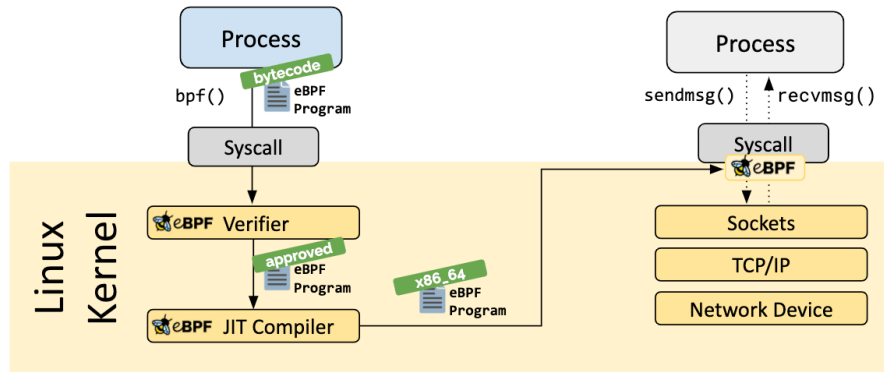 Process
bytecode
bpf()
eBPF
Program
Syscall
Linux
Kernel
eBPF Verifier
approved
eBPF
Program
eBPF JIT Compiler
x86_64
eBPF
Program
Process
sendmsg()
recvmsg()
Syscall
eBPF
Sockets
TCP/IP
Network Device